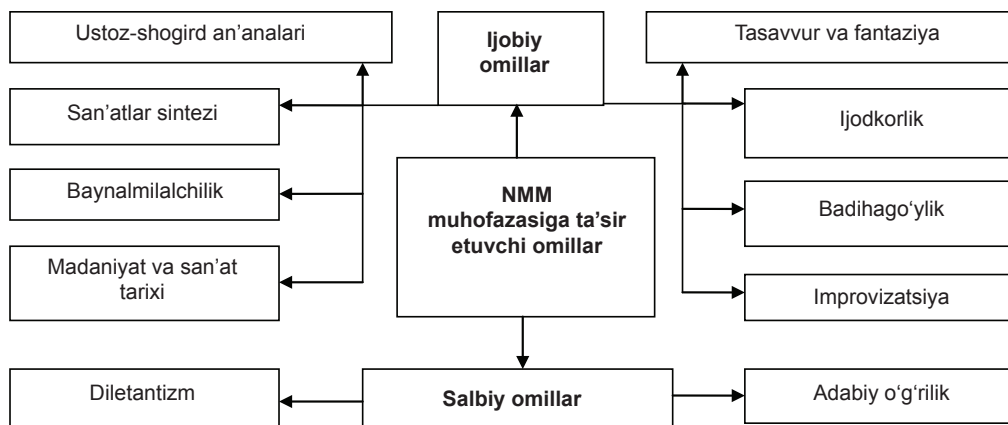 Ustoz-shogird an’analari
Ijobiy
omillar
Tasavvur va fantaziya
San’atlar sintezi
Ijodkorlik
Baynalmilalchilik
NMM
muhofazasiga ta’sir
etuvchi omillar
Badihago‘ylik
Madaniyat va san’at
tarixi
Improvizatsiya
Diletantizm
Salbiy omillar
Adabiy o‘g‘rilik